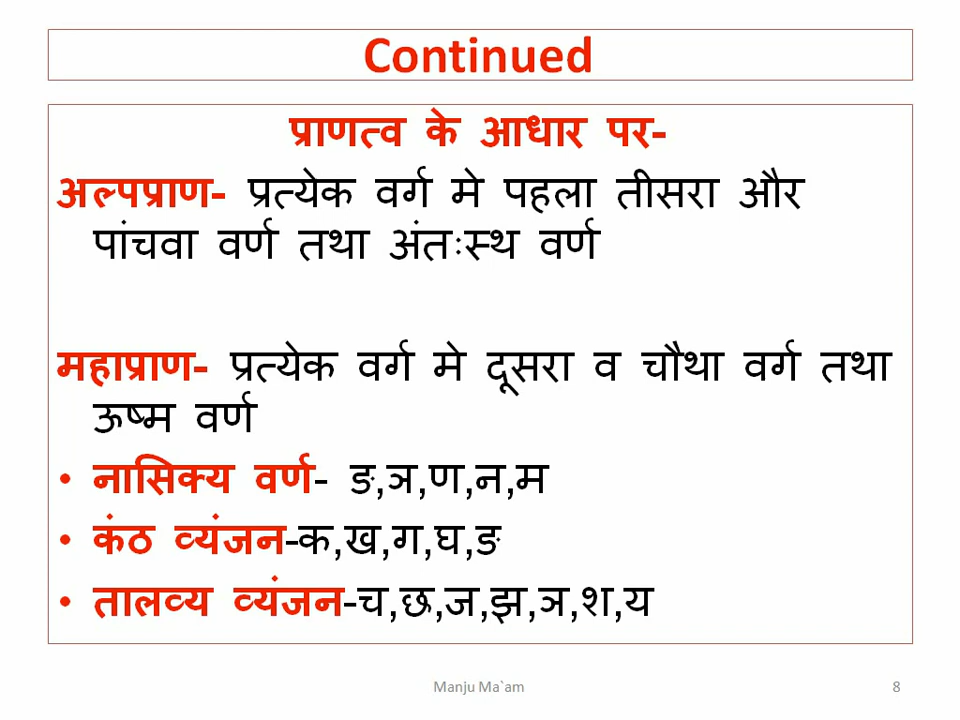 Continued
प्राणत्व के आधार पर-
अल्पप्राण- प्रत्येक वर्ग मे पहला तीसरा और
पांचवा वर्ण तथा अंतःस्थ वर्ण
महाप्राण- प्रत्येक वर्ग मे दूसरा व चौथा वर्ग तथा
ऊष्म वर्ण
• नासिक्य वर्ण- ङ,ञ,ण,न,म
• कंठ व्यंजन-क,ख,ग,घ,ङ
• तालव्य व्यंजन-च,छ,ज,झ,ञ,श,य
Manju Ma`am 8